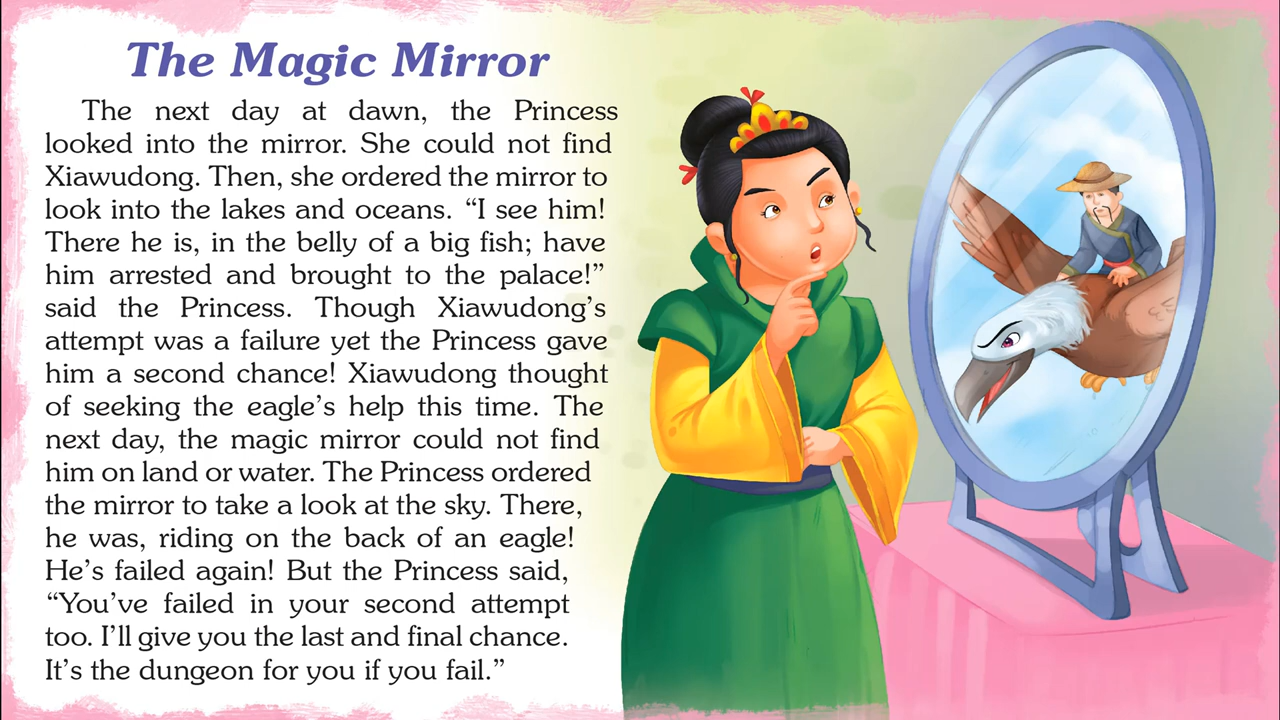 The Magic Mirror
The next day at dawn, the Princess
looked into the mirror. She could not find
Xiawudong. Then, she ordered the mirror to
look into the lakes and oceans. “I see him!
There he is, in the belly of a big fish; have
him arrested and brought to the palace!”
said the Princess. Though Xiawudong’s
attempt was a failure yet the Princess gave
him a second chance! Xiawudong thought
of seeking the eagle’s help this time. The
next day, the magic mirror could not find
him on land or water. The Princess ordered
the mirror to take a look at the sky. There,
he was, riding on the back of an eagle!
He’s failed again! But the Princess said,
“You’ve failed in your second attempt
too. I’ll give you the last and final chance.
It’s the dungeon for you if you fail.”